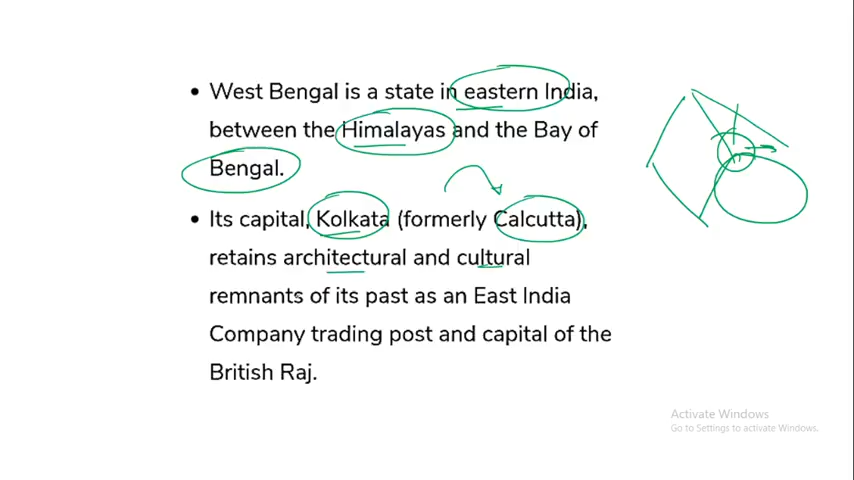 • West Bengal is a state in eastern India,
between the Himalayas and the Bay of
Bengal.
• Its capital, Kolkata (formerly Calcutta),
retains architectural and cultural
remnants of its past as an East India
Company trading post and capital of the
British Raj.
Activate Windows
Go to Settings to activate Windows.